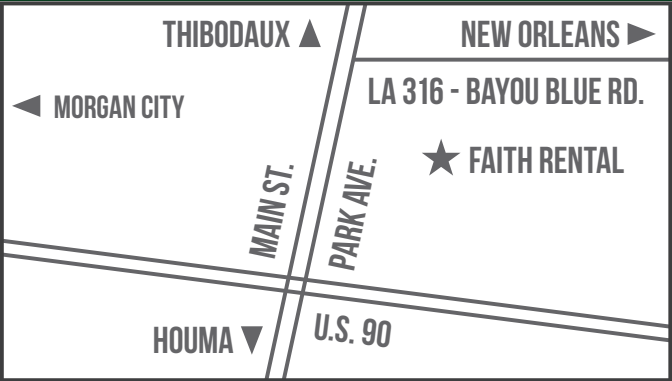 THIBODAUX
NEW ORLEANS
LA 316 - BAYOU BLUE RD.
MORGAN CITY
FAITH RENTAL
MAIN ST.
PARK AVE.
U.S. 90
HOUMA